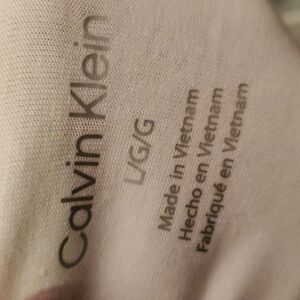 Calvin Klein
L/G/G
Made in Vietnam
Hecho en Vietnam
Fabriqué en Vietnam